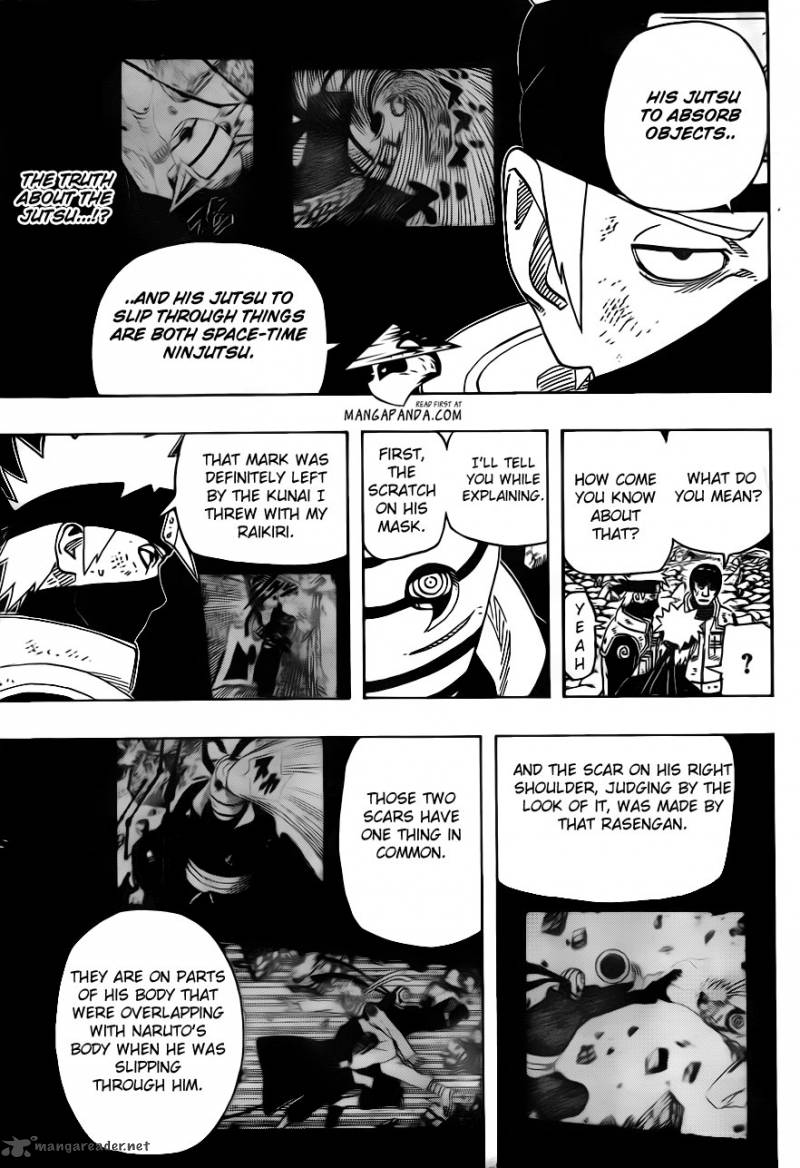 HIS JUTSU
TO ABSORB
OBJECTS..
THE TRUTH
ABOUT THE
JUTSU....!?
..AND HIS JUTSU TO
SLIP THROUGH THINGS
ARE BOTH SPACE-TIME
NINJUTSU.
READ FIRST AT
MANGAPANDA.COM
WHAT DO
YOU MEAN?
HOW COME
YOU KNOW
ABOUT
THAT?
?
YEAH
I'LL TELL
YOU WHILE
EXPLAINING.
FIRST,
THE
SCRATCH
ON HIS
MASK.
THAT MARK WAS
DEFINITELY LEFT
BY THE KUNAI I
THREW WITH MY
RAIKIRI.
AND THE SCAR ON HIS RIGHT
SHOULDER, JUDGING BY THE
LOOK OF IT, WAS MADE BY
THAT RASENGAN.
THOSE TWO
SCARS HAVE
ONE THING IN
COMMON.
THEY ARE ON PARTS
OF HIS BODY THAT
WERE OVERLAPPING
WITH NARUTO'S
BODY WHEN HE WAS
SLIPPING
THROUGH HIM.
mangareader.net